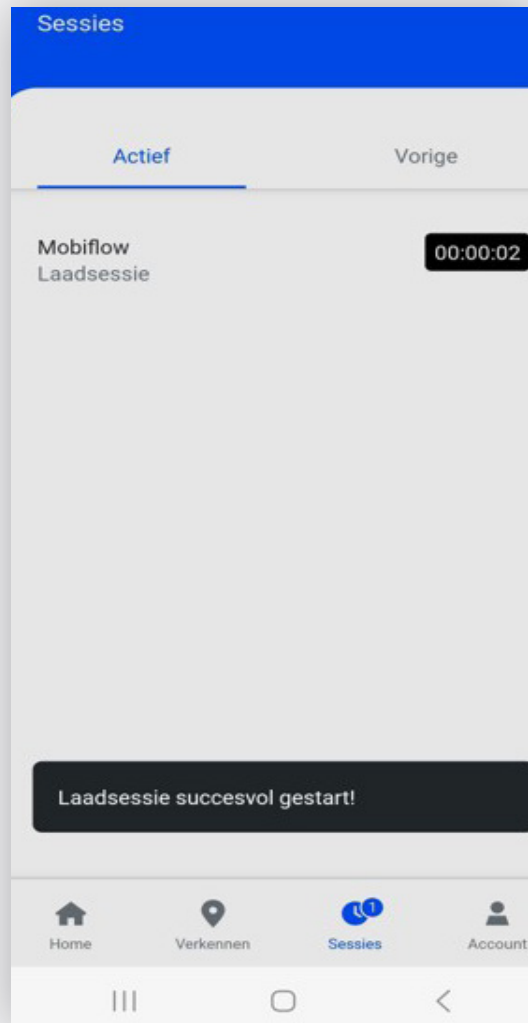 Sessies
Actief
Vorige
Mobiflow
00:00:02
Laadsessie
Laadsessie succesvol gestart!
1
Home
Verkennen
Sessies
Account